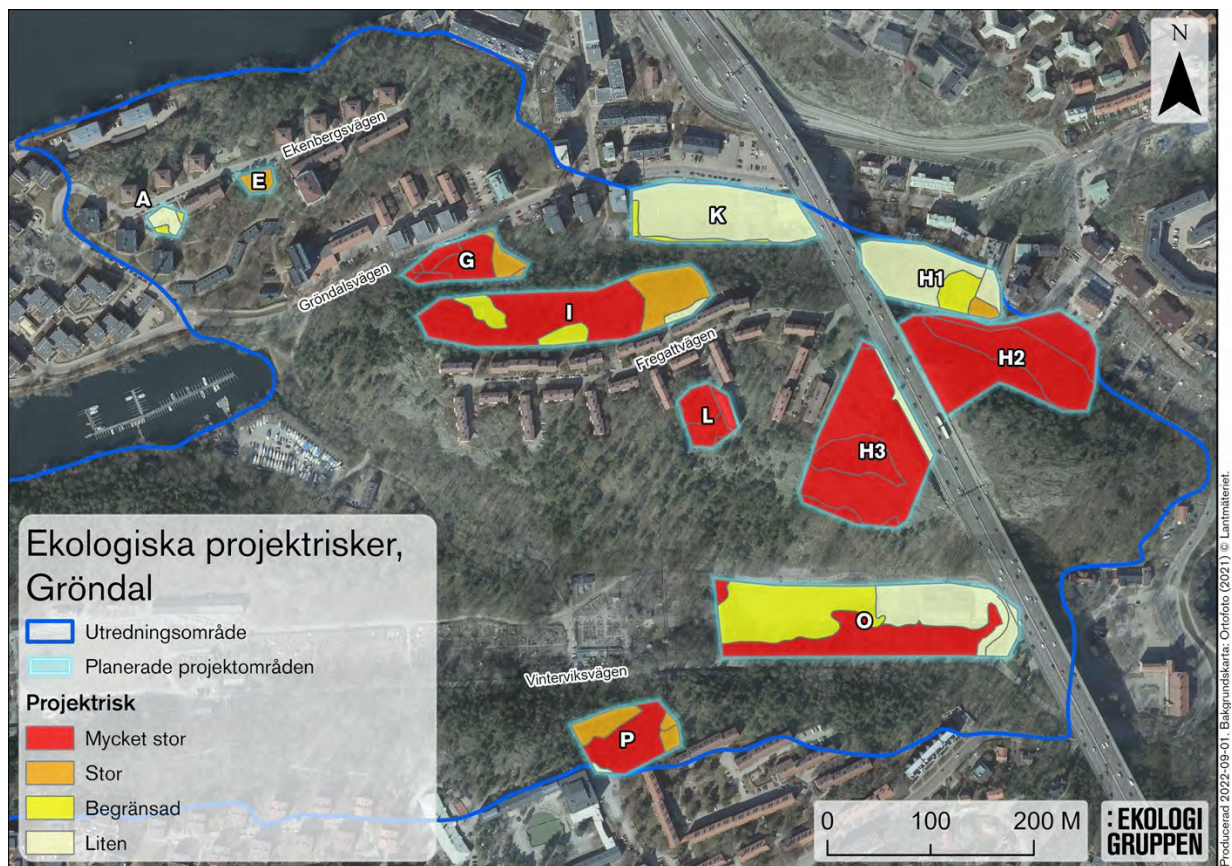 N
Ekenbergsvägen
A
E
K
G
Gröndalsvägen
H1
I
Fregattvägen
H2
L
H3
O
Vinterviksvägen
P
Ekologiska projektrisker,
Gröndal
Utredningsområde
Planerade projektområden
Projektrisk
Mycket stor
Stor
Begränsad
Liten
0 100 200 M
:EKOLOGI
GRUPPEN
Producerad 2022-09-01. Bakgrundskarta: Ortofoto (2021) © Lantmäteriet.